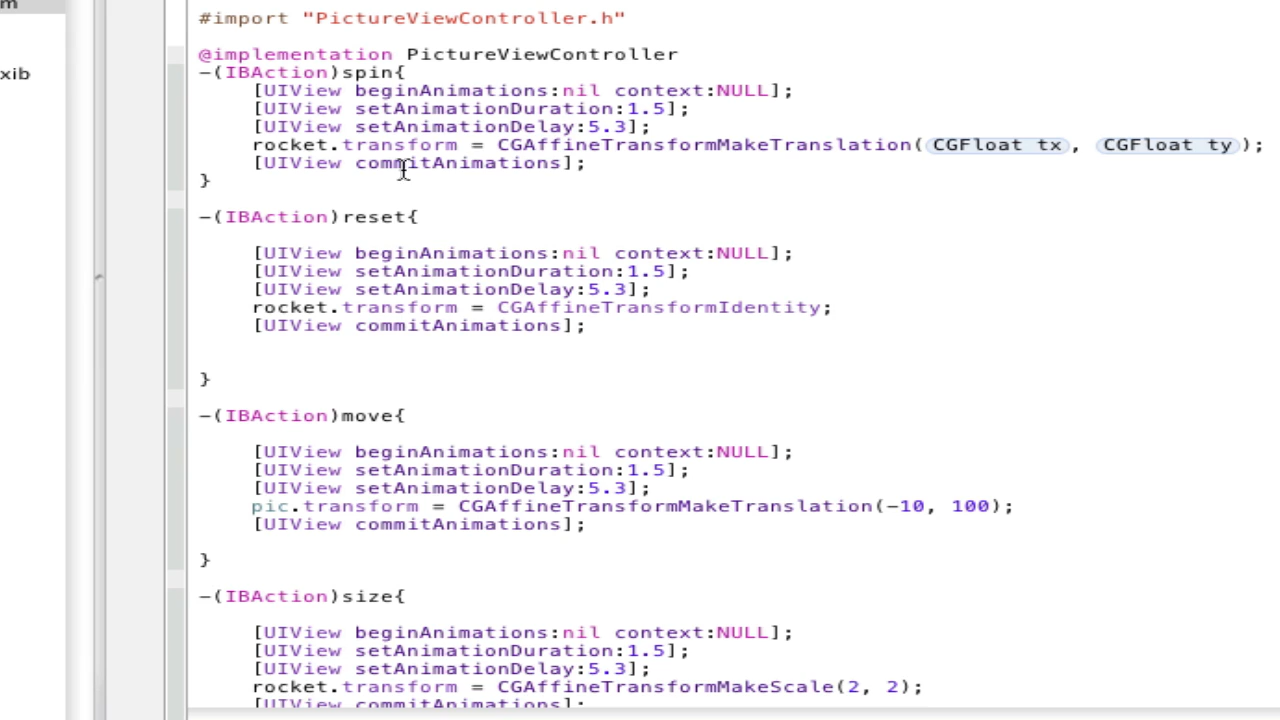 m
xib
#import "PictureViewController.h"
@implementation PictureViewController
-(IBAction)spin{
[UIView beginAnimations:nil context:NULL];
[UIView setAnimationDuration:1.5];
[UIView setAnimationDelay:5.3];
rocket.transform = CGAffineTransformMakeTranslation(CGFloat tx, CGFloat ty);
[UIView commitAnimations];
}
-(IBAction)reset{
[UIView beginAnimations:nil context:NULL];
[UIView setAnimationDuration:1.5];
[UIView setAnimationDelay:5.3];
rocket.transform = CGAffineTransformIdentity;
[UIView commitAnimations];
}
-(IBAction)move{
[UIView beginAnimations:nil context:NULL];
[UIView setAnimationDuration:1.5];
[UIView setAnimationDelay:5.3];
pic.transform = CGAffineTransformMakeTranslation(-10, 100);
[UIView commitAnimations];
}
-(IBAction)size{
[UIView beginAnimations:nil context:NULL];
[UIView setAnimationDuration:1.5];
[UIView setAnimationDelay:5.3];
rocket.transform = CGAffineTransformMakeScale(2, 2);
[UIView commitAnimations];